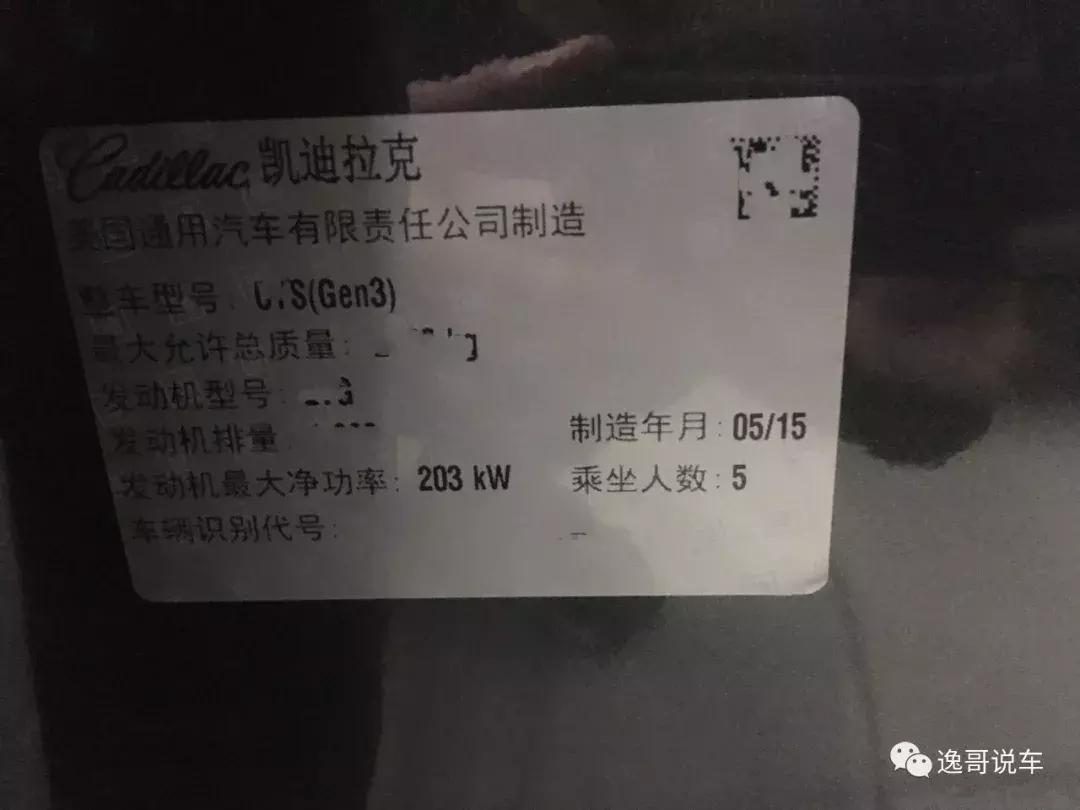 Cadillac 凯迪拉克
美国通用汽车有限责任公司制造
整车型号: (Gen3)
最大允许总质量:
发动机型号:
发动机排量:
制造年月: 05/15
发动机最大净功率: 203 kW
乘坐人数: 5
车辆识别代号:
逸哥说车